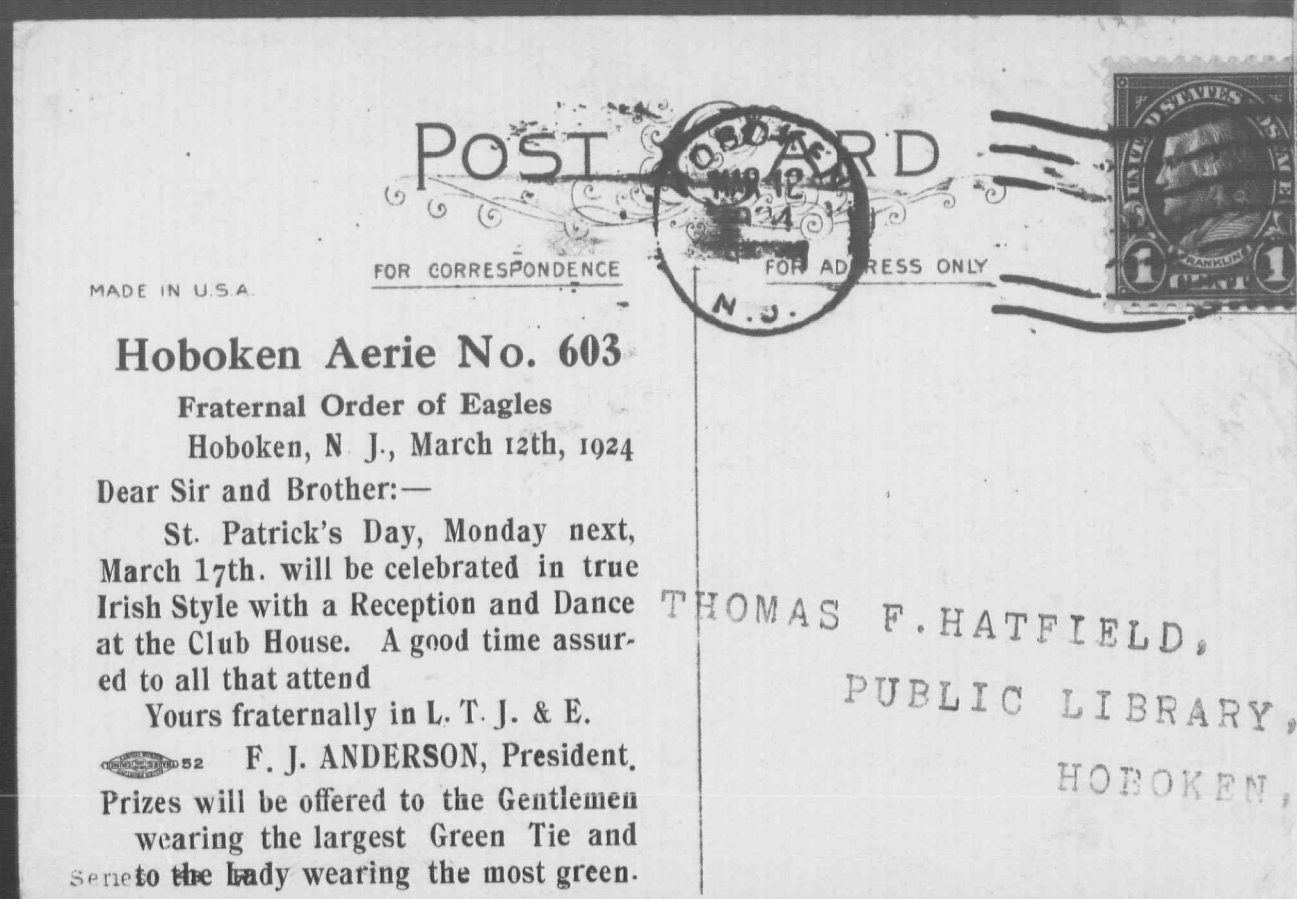 POST CARD
HOBOKEN
MAR 12
1924
N.J.
UNITED STATES POSTAGE
FRANKLIN
1 CENT 1
FOR CORRESPONDENCE
FOR ADDRESS ONLY
MADE IN U.S.A.
Hoboken Aerie No. 603
Fraternal Order of Eagles
Hoboken, N J., March 12th, 1924
Dear Sir and Brother:—
St. Patrick's Day, Monday next,
March 17th. will be celebrated in true
Irish Style with a Reception and Dance
at the Club House. A good time assur-
ed to all that attend
Yours fraternally in L. T. J. & E.
52 F. J. ANDERSON, President.
Prizes will be offered to the Gentlemen
wearing the largest Green Tie and
to the Lady wearing the most green.
THOMAS F. HATFIELD,
PUBLIC LIBRARY,
HOBOKEN,